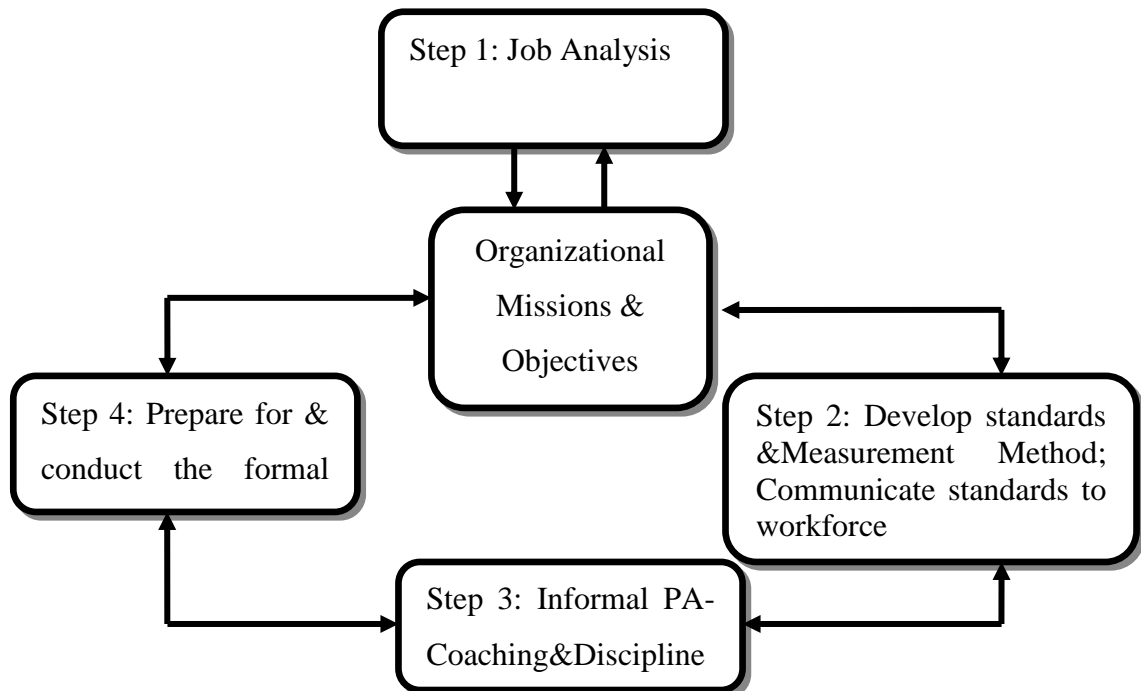 Step 1: Job Analysis
Organizational
Missions &
Objectives
Step 4: Prepare for &
conduct the formal
Step 2: Develop standards
&Measurement Method;
Communicate standards to
workforce
Step 3: Informal PA-
Coaching&Discipline